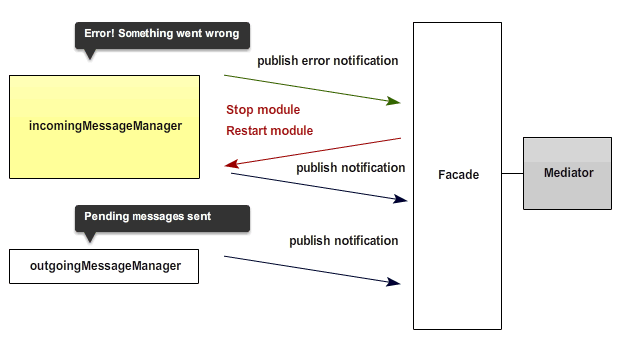 Error! Something went wrong
publish error notification
incomingMessageManager
Stop module
Restart module
publish notification
Facade
Mediator
Pending messages sent
publish notification
outgoingMessageManager